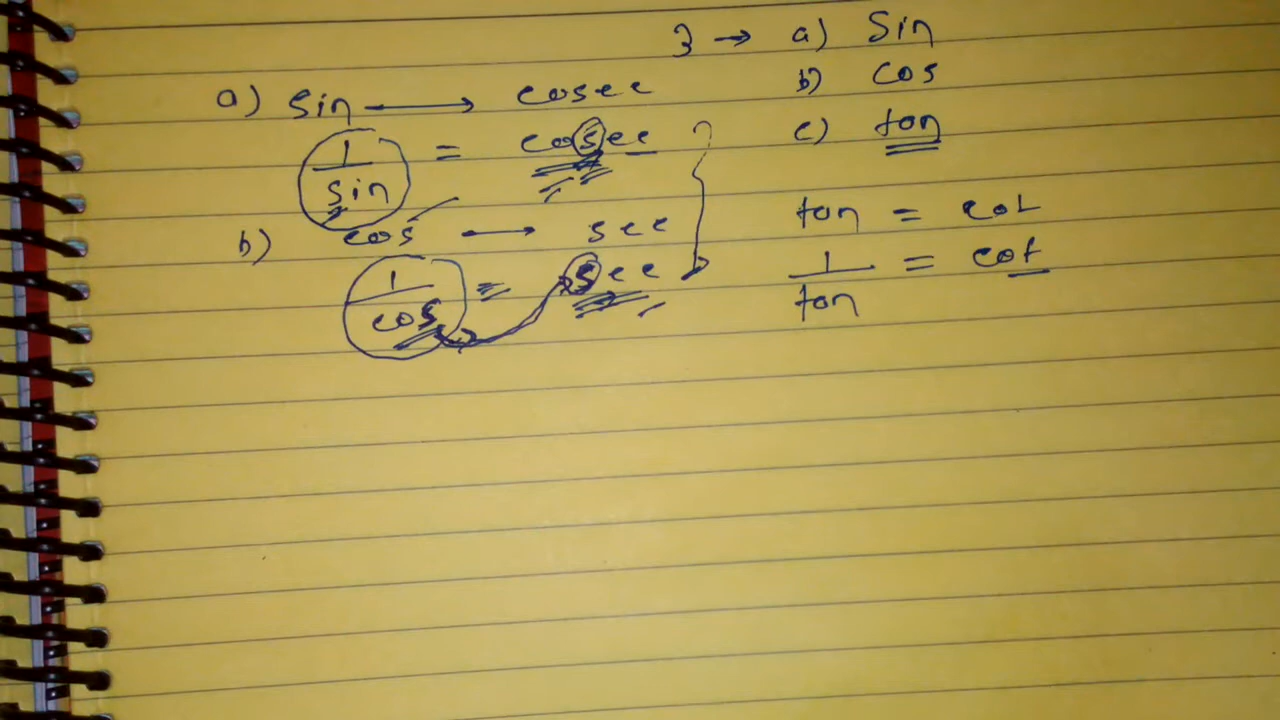 3 → a) Sin
b) cos
c) tan
a) sin → cosec
1/sin = cosec
b) cos → sec
1/cos = sec
tan = cot
1/tan = cot